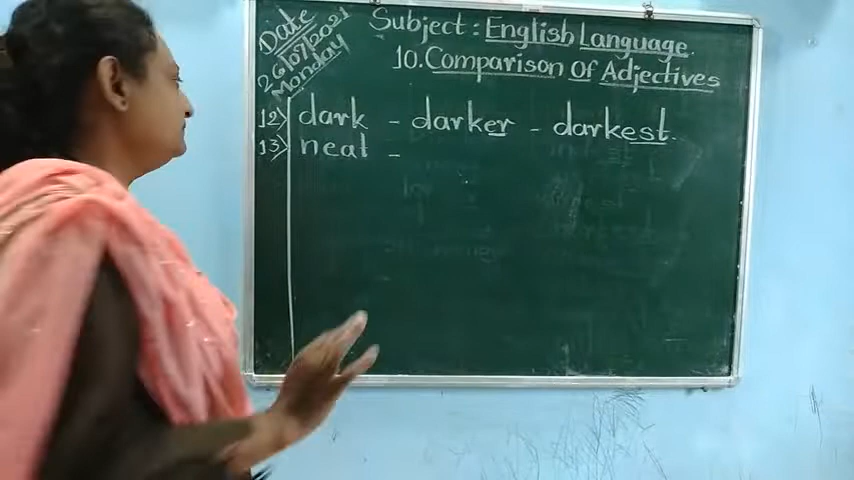 Date
26/07/2021
Monday
Subject: English Language
10. Comparison Of Adjectives
12> dark - darker - darkest.
13> neat -